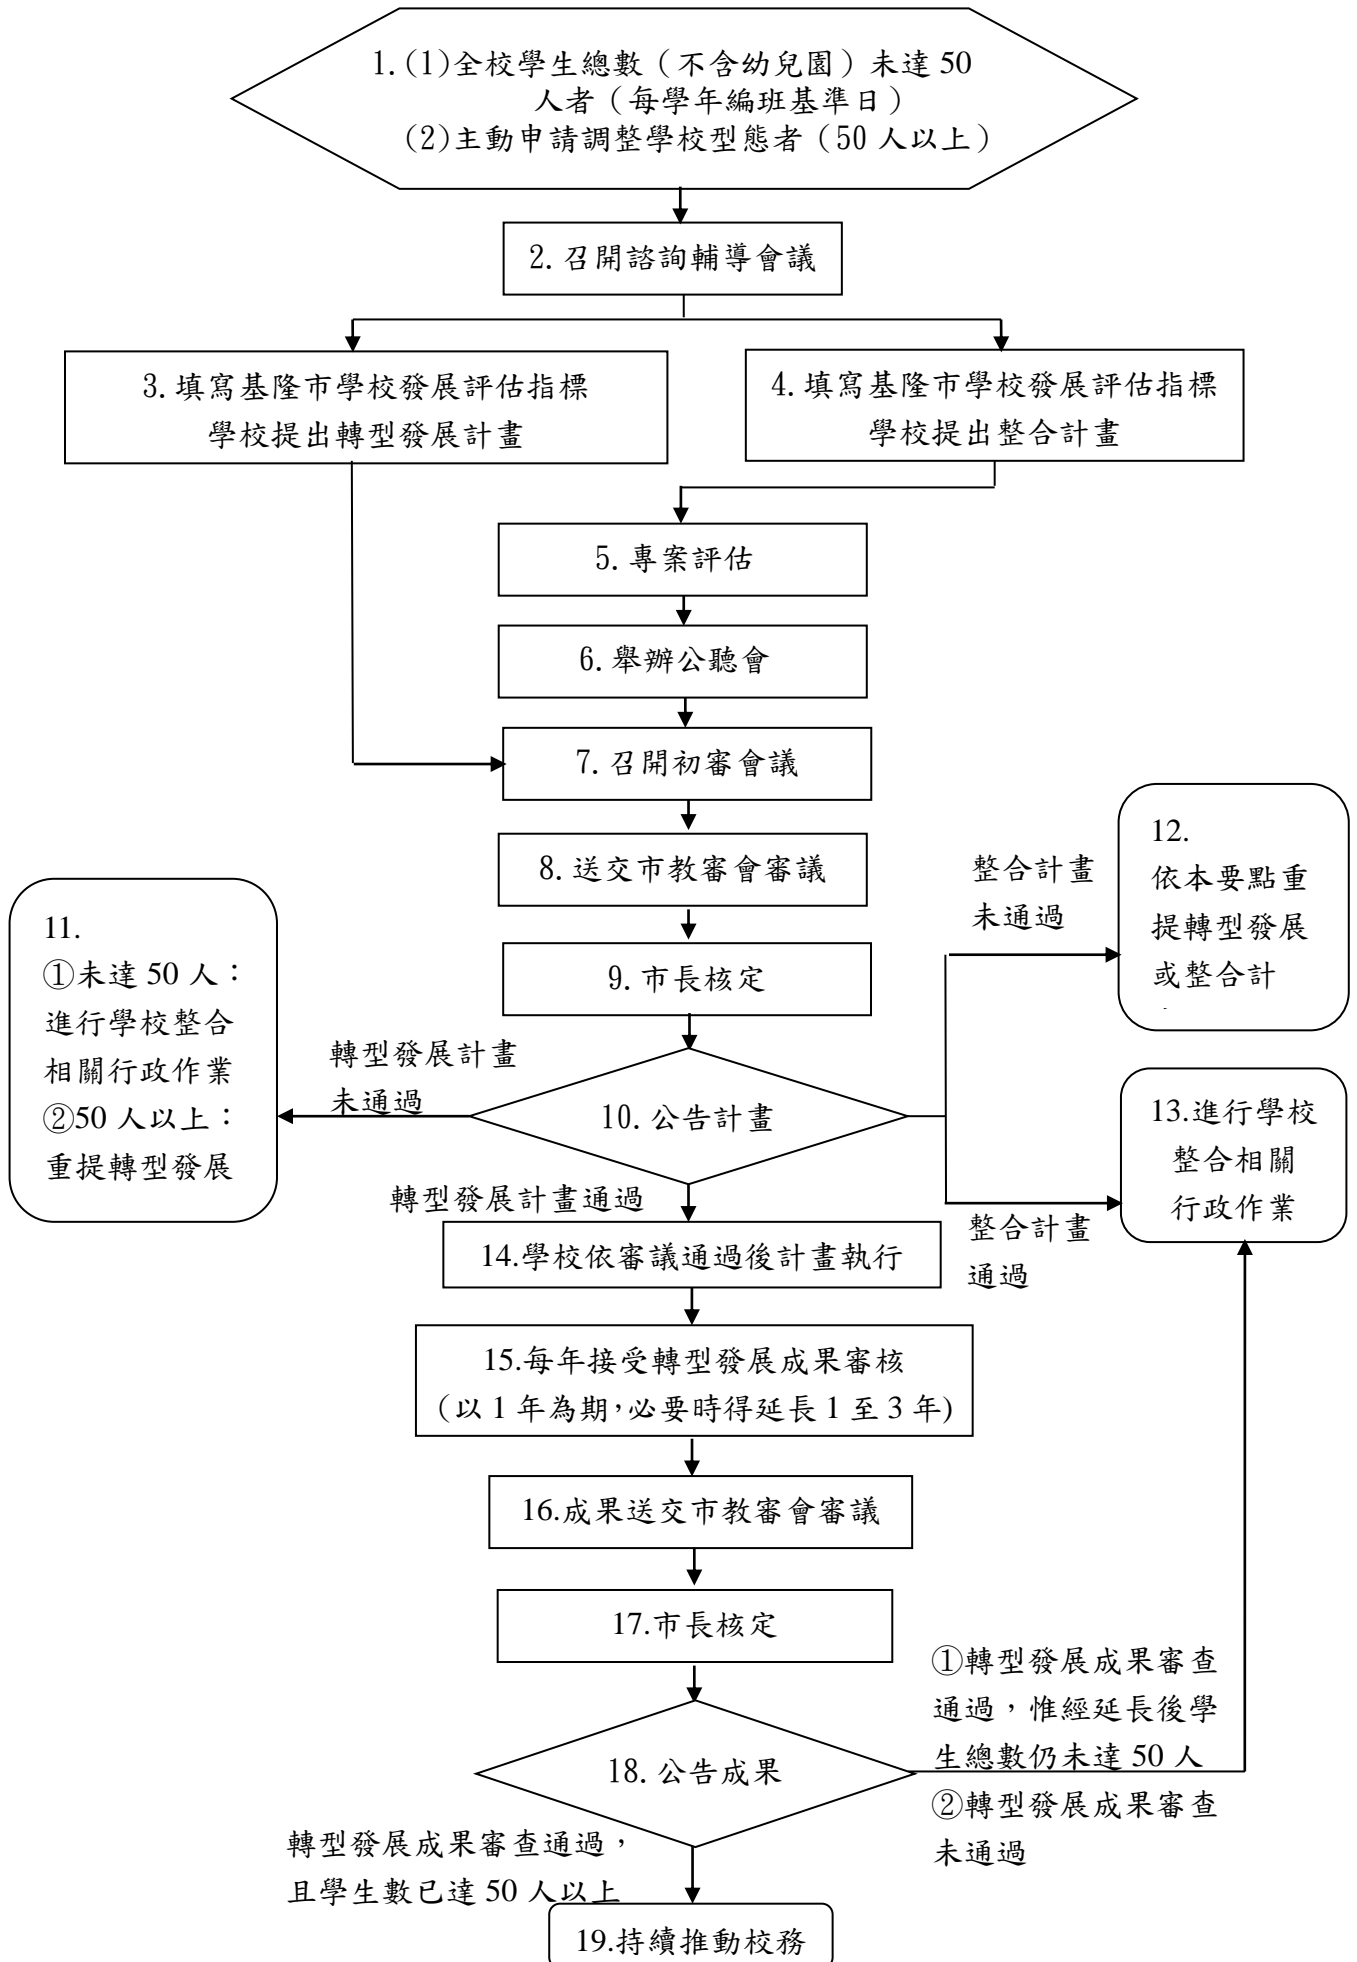 1. (1)全校學生總數（不含幼兒園）未達 50
人者（每學年編班基準日）
(2)主動申請調整學校型態者（50 人以上）
2. 召開諮詢輔導會議
3. 填寫基隆市學校發展評估指標
學校提出轉型發展計畫
4. 填寫基隆市學校發展評估指標
學校提出整合計畫
5. 專案評估
6. 舉辦公聽會
7. 召開初審會議
8. 送交市教審會審議
整合計畫
未通過
12.
依本要點重
提轉型發展
或整合計
11.
①未達 50 人：
進行學校整合
相關行政作業
②50 人以上：
重提轉型發展
9. 市長核定
轉型發展計畫
未通過
10. 公告計畫
13.進行學校
整合相關
行政作業
轉型發展計畫通過
整合計畫
通過
14.學校依審議通過後計畫執行
15.每年接受轉型發展成果審核
（以 1 年為期，必要時得延長 1 至 3 年)
16.成果送交市教審會審議
17.市長核定
①轉型發展成果審查
通過，惟經延長後學
生總數仍未達 50 人
②轉型發展成果審查
未通過
18. 公告成果
轉型發展成果審查通過，
且學生數已達 50 人以上
19.持續推動校務